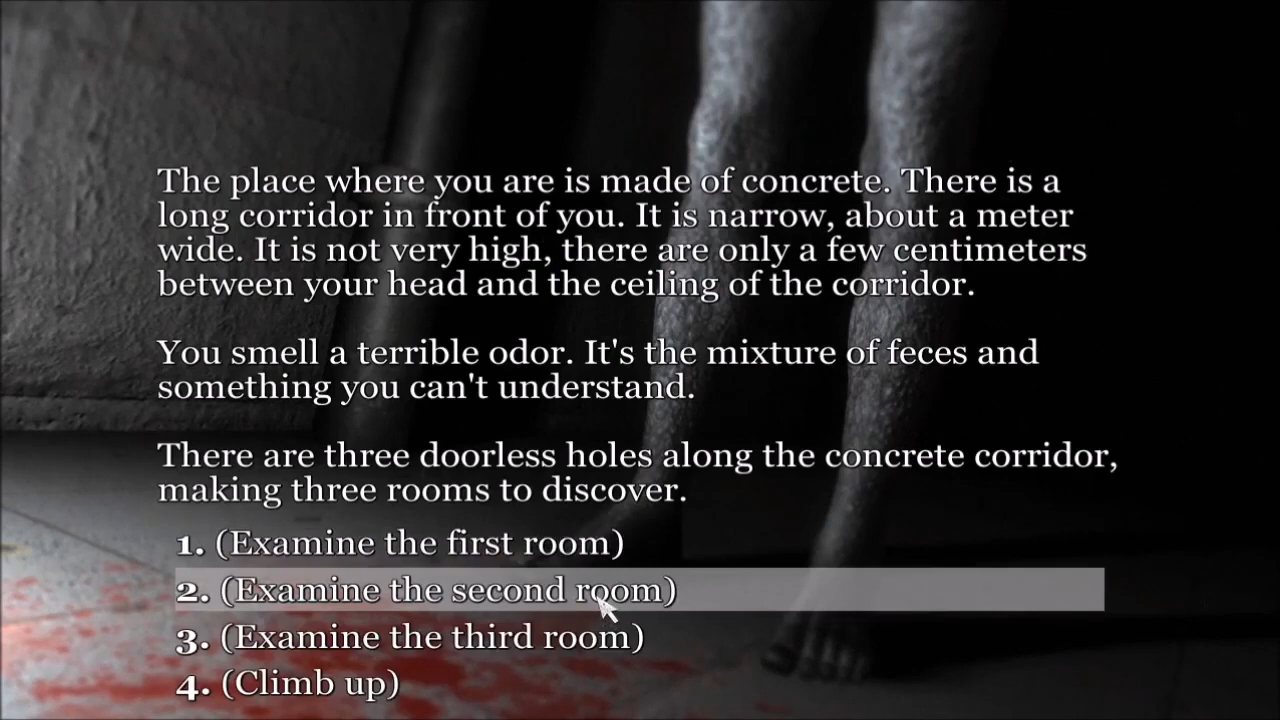 The place where you are is made of concrete. There is a
long corridor in front of you. It is narrow, about a meter
wide. It is not very high, there are only a few centimeters
between your head and the ceiling of the corridor.
You smell a terrible odor. It's the mixture of feces and
something you can't understand.
There are three doorless holes along the concrete corridor,
making three rooms to discover.
1. (Examine the first room)
2. (Examine the second room)
3. (Examine the third room)
4. (Climb up)